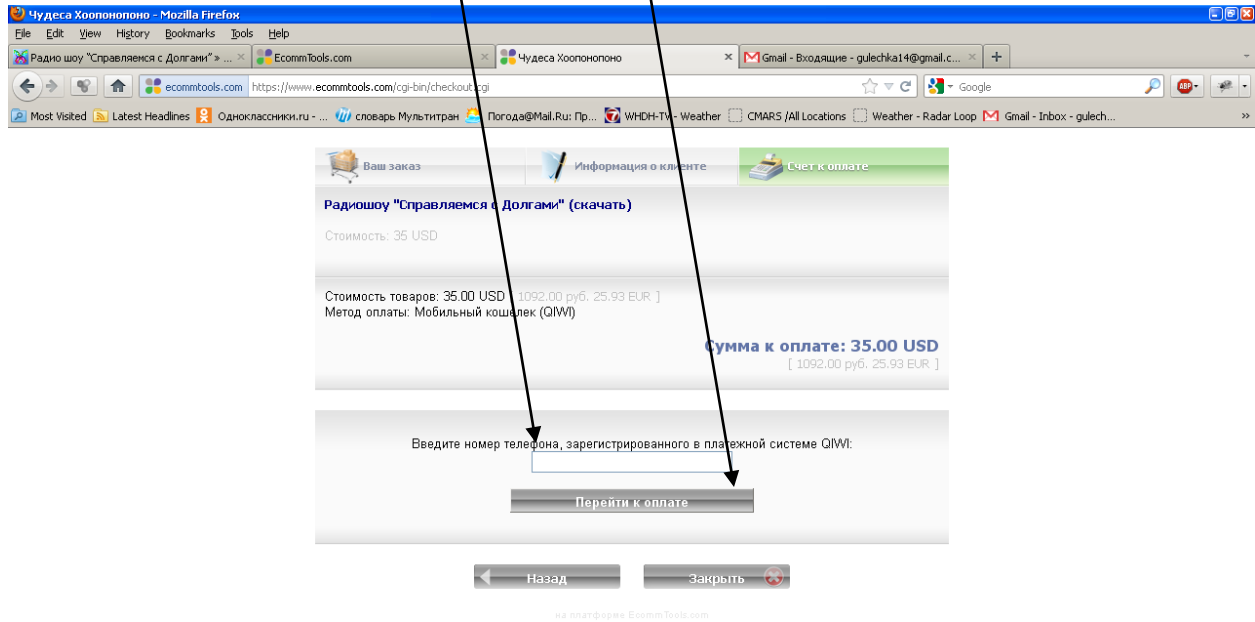 Чудеса Хоопонопоно - Mozilla Firefox
File Edit View History Bookmarks Tools Help
Радио шоу "Справляемся с Долгами" » ... EcommTools.com Чудеса Хоопонопоно Gmail - Входящие - gulechka14@gmail.c...
ecommtools.com https://www.ecommtools.com/cgi-bin/checkout.cgi Google
Most Visited Latest Headlines Одноклассники.ru - ... словарь Мультитран Погода@Mail.Ru: Пр... WHDH-TV - Weather CMARS /All Locations Weather - Radar Loop Gmail - Inbox - gulech...
Ваш заказ Информация о клиенте Счет к оплате
Радиошоу "Справляемся с Долгами" (скачать)
Стоимость: 35 USD
Стоимость товаров: 35.00 USD [ 1092.00 руб. 25.93 EUR ]
Метод оплаты: Мобильный кошелек (QIWI)
Сумма к оплате: 35.00 USD
[ 1092.00 руб. 25.93 EUR ]
Введите номер телефона, зарегистрированного в платежной системе QIWI:
Перейти к оплате
Назад Закрыть
на платформе EcommTools.com